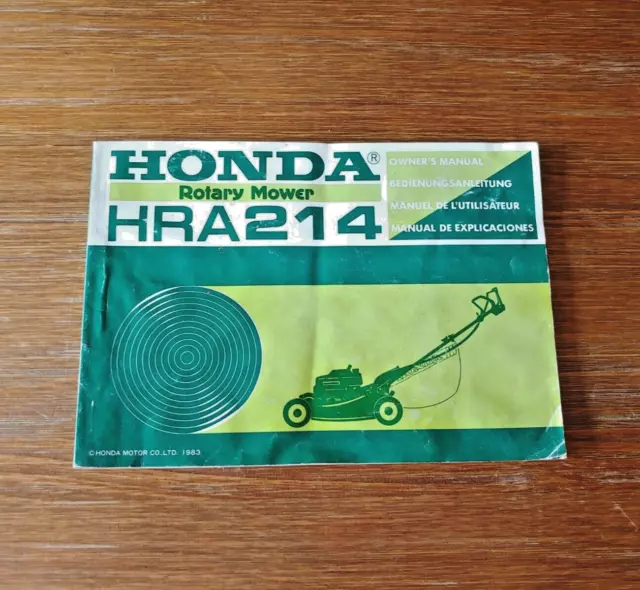 HONDA®
Rotary Mower
HRA214
OWNER'S MANUAL
BEDIENUNGSANLEITUNG
MANUEL DE L'UTILISATEUR
MANUAL DE EXPLICACIONES
© HONDA MOTOR CO., LTD. 1983